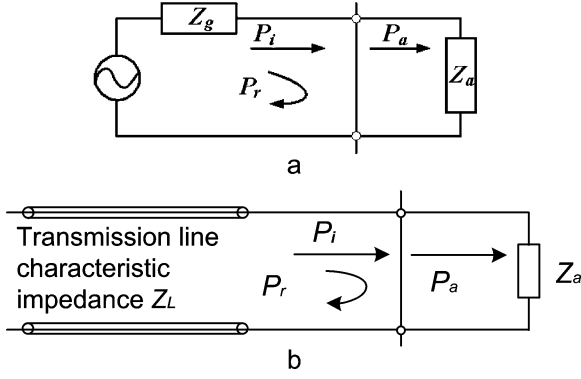 Zg
Pi
Pa
Pr
Za
a
Transmission line
characteristic
impedance ZL
Pi
Pr
Pa
Za
b